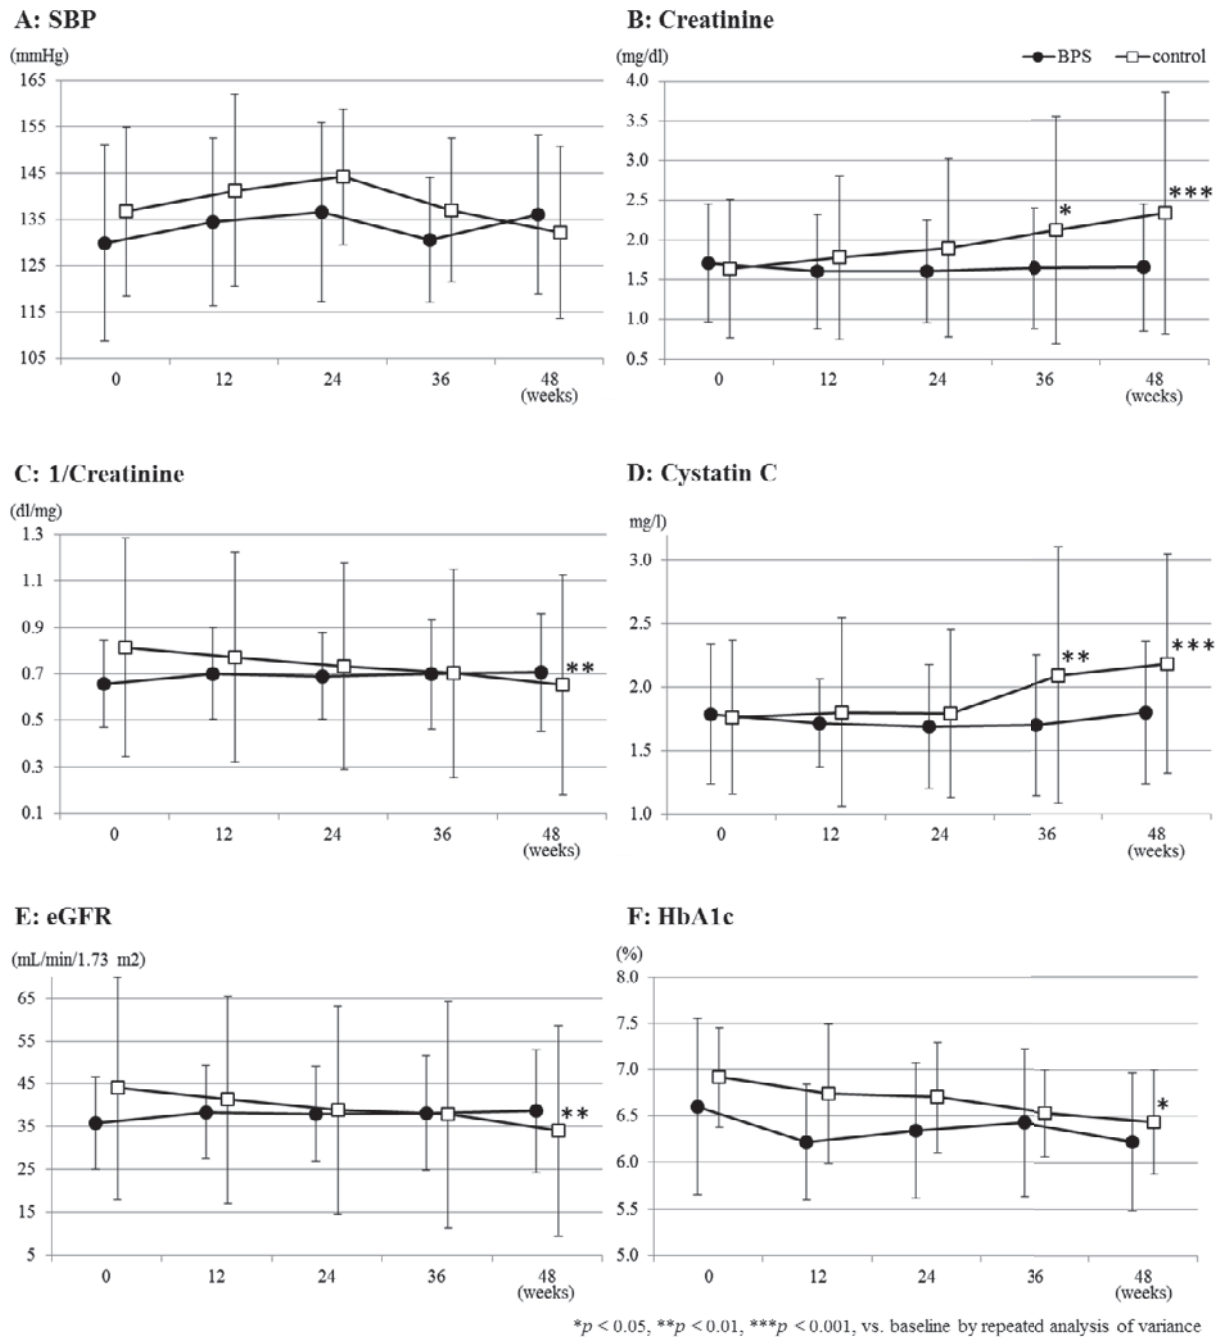 A: SBP
(mmHg)
165
155
145
135
125
115
105
0 12 24 36 48
(weeks)
B: Creatinine
(mg/dl)
BPS control
4.0
3.5
3.0
2.5
2.0
1.5
1.0
0.5
*
***
0 12 24 36 48
(weeks)
C: 1/Creatinine
(dl/mg)
1.3
1.1
0.9
0.7
0.5
0.3
0.1
**
0 12 24 36 48
(weeks)
D: Cystatin C
mg/l)
3.0
2.5
2.0
1.5
1.0
**
***
0 12 24 36 48
(weeks)
E: eGFR
(mL/min/1.73 m2)
65
55
45
35
25
15
5
**
0 12 24 36 48
(weeks)
F: HbA1c
(%)
8.0
7.5
7.0
6.5
6.0
5.5
5.0
*
0 12 24 36 48
(weeks)
*p < 0.05, **p < 0.01, ***p < 0.001, vs. baseline by repeated analysis of variance